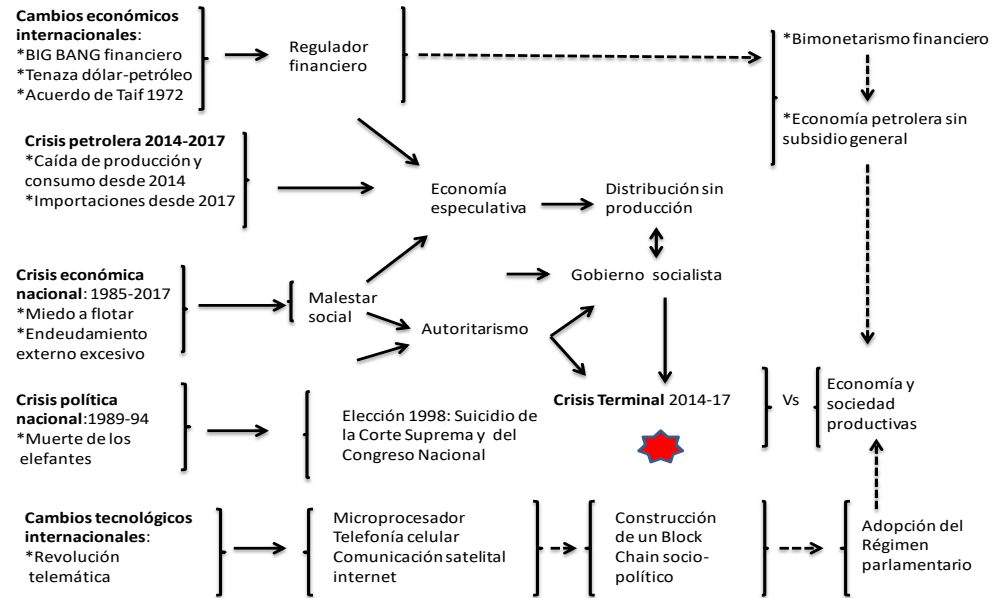 Cambios económicos
internacionales:
*BIG BANG financiero
*Tenaza dólar-petróleo
*Acuerdo de Taif 1972
Regulador
financiero
*Bimonetarismo financiero
*Economía petrolera sin
subsidio general
Crisis petrolera 2014-2017
*Caída de producción y
consumo desde 2014
*Importaciones desde 2017
Economía
especulativa
Distribución sin
producción
Crisis económica
nacional: 1985-2017
*Miedo a flotar
*Endeudamiento
externo excesivo
Malestar
social
Autoritarismo
Gobierno socialista
Crisis política
nacional:1989-94
*Muerte de los
elefantes
Elección 1998: Suicidio de
la Corte Suprema y del
Congreso Nacional
Crisis Terminal 2014-17
Vs
Economía y
sociedad
productivas
Cambios tecnológicos
internacionales:
*Revolución
telemática
Microprocesador
Telefonía celular
Comunicación satelital
internet
Construcción
de un Block
Chain socio-
político
Adopción del
Régimen
parlamentario